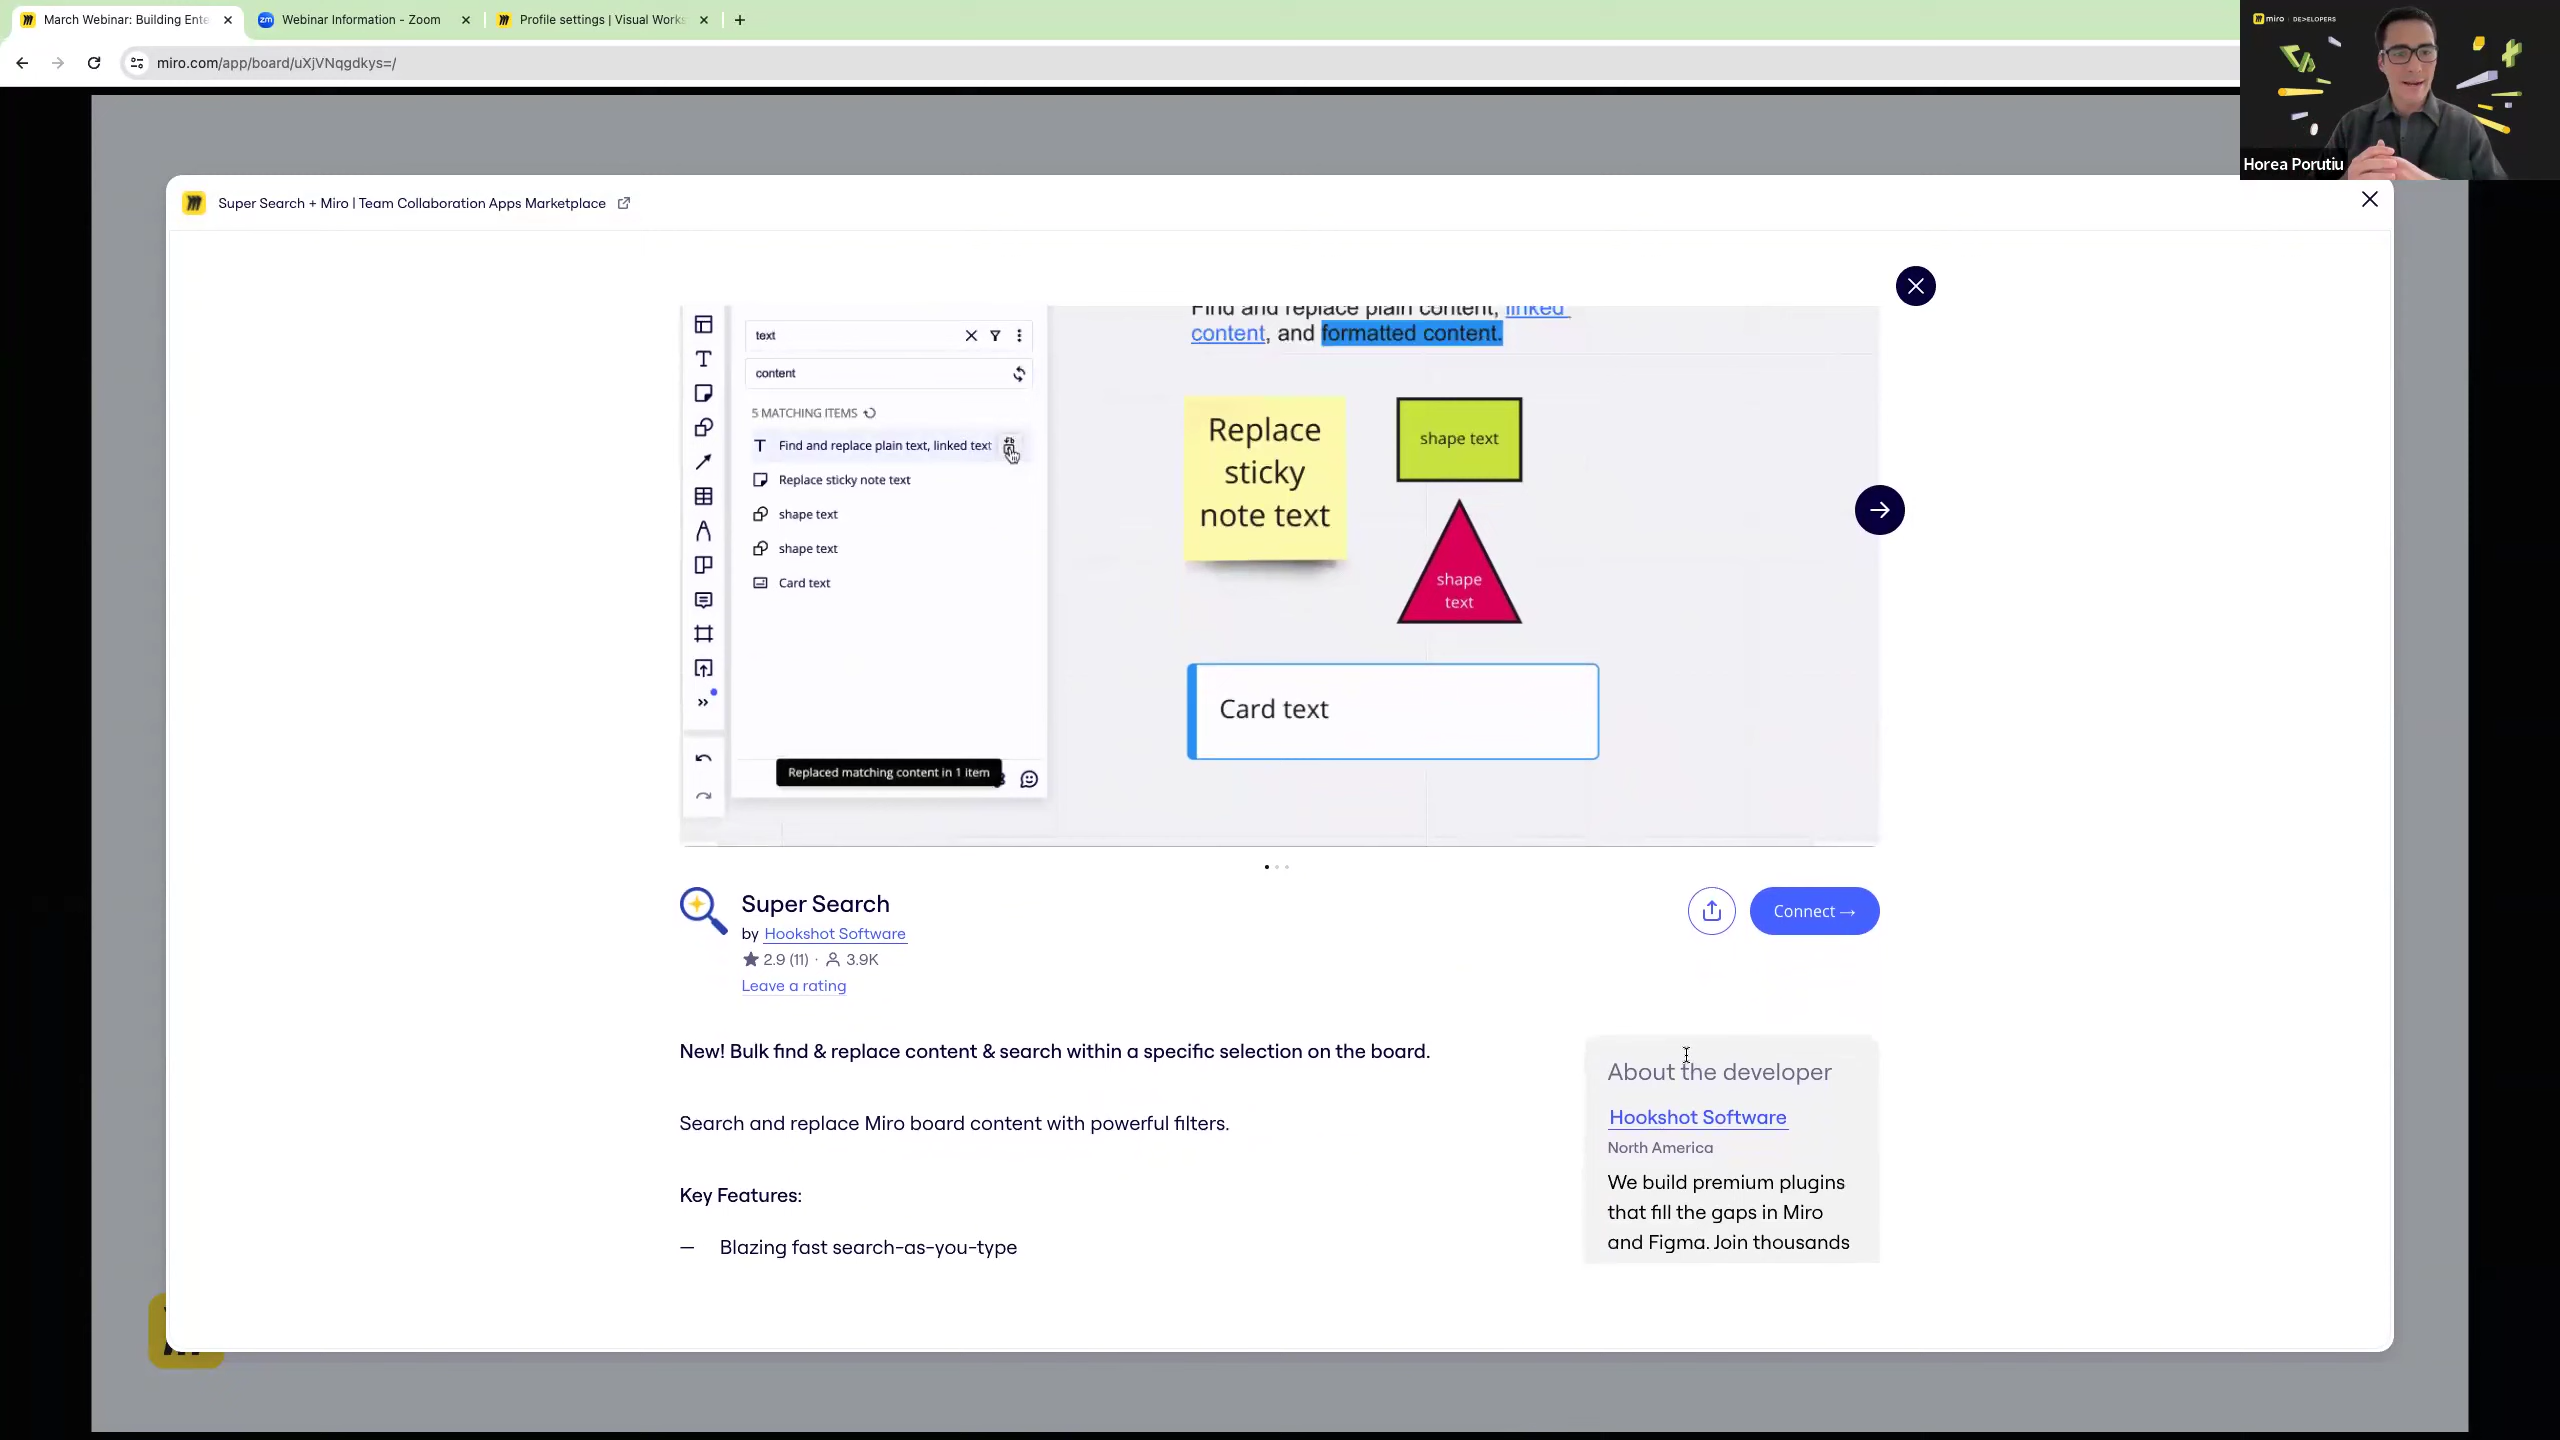 March Webinar: Building Ente
Webinar Information - Zoom
Profile settings | Visual Works
miro.com/app/board/uXjVNqgdkys=/
miro | DEVELOPERS
Horea Porutiu
Super Search + Miro | Team Collaboration Apps Marketplace
text
content
5 MATCHING ITEMS
Find and replace plain text, linked text
Replace sticky note text
shape text
shape text
Card text
Replaced matching content in 1 item
Find and replace plain content, linked
content, and formatted content.
Replace
sticky
note text
shape text
shape
text
Card text
Super Search
by Hookshot Software
2.9 (11) · 3.9K
Leave a rating
Connect →
New! Bulk find & replace content & search within a specific selection on the board.
Search and replace Miro board content with powerful filters.
Key Features:
— Blazing fast search-as-you-type
About the developer
Hookshot Software
North America
We build premium plugins
that fill the gaps in Miro
and Figma. Join thousands